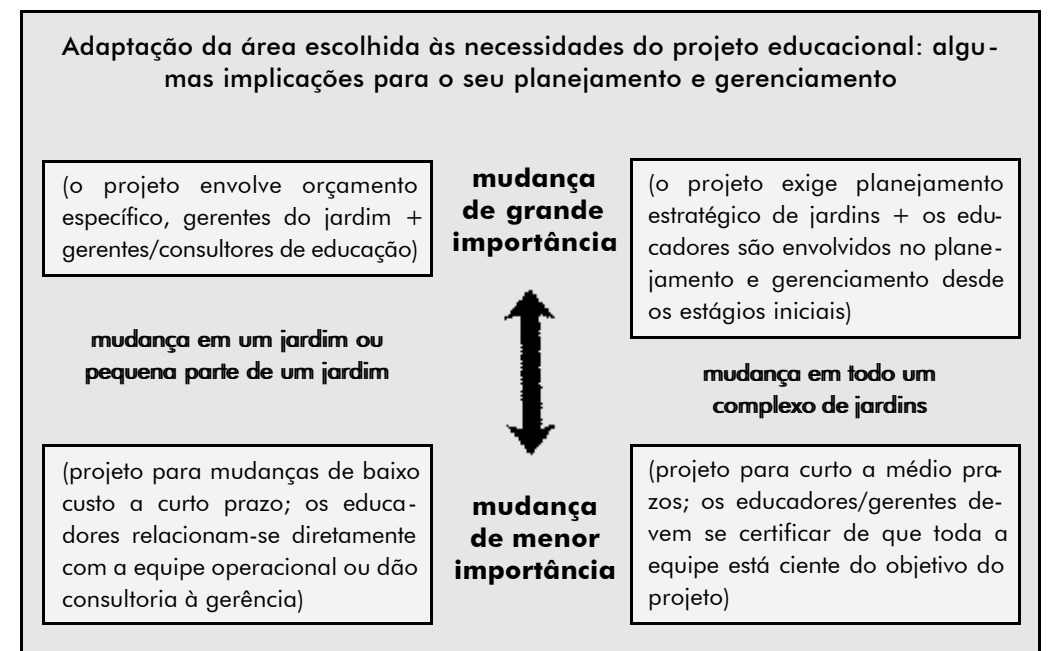 Adaptação da área escolhida às necessidades do projeto educacional: algu-
mas implicações para o seu planejamento e gerenciamento
(o projeto envolve orçamento
específico, gerentes do jardim +
gerentes/consultores de educação)
mudança
de grande
importância
(o projeto exige planejamento
estratégico de jardins + os edu-
cadores são envolvidos no plane-
jamento e gerenciamento desde
os estágios iniciais)
mudança em um jardim ou
pequena parte de um jardim
mudança em todo um
complexo de jardins
(projeto para mudanças de baixo
custo a curto prazo; os educa-
dores relacionam-se diretamente
com a equipe operacional ou dão
consultoria à gerência)
mudança
de menor
importância
(projeto para curto a médio pra-
zos; os educadores/gerentes de-
vem se certificar de que toda a
equipe está ciente do objetivo do
projeto)